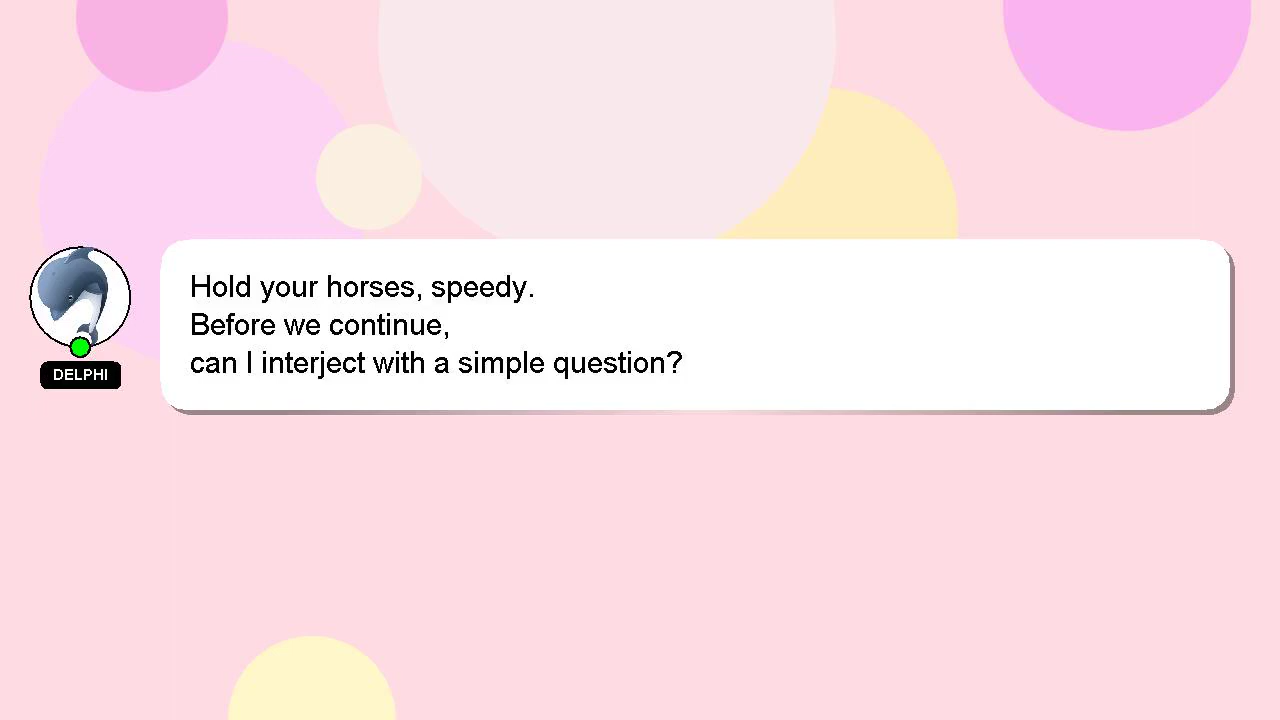 Hold your horses, speedy.
Before we continue,
can I interject with a simple question?
DELPHI